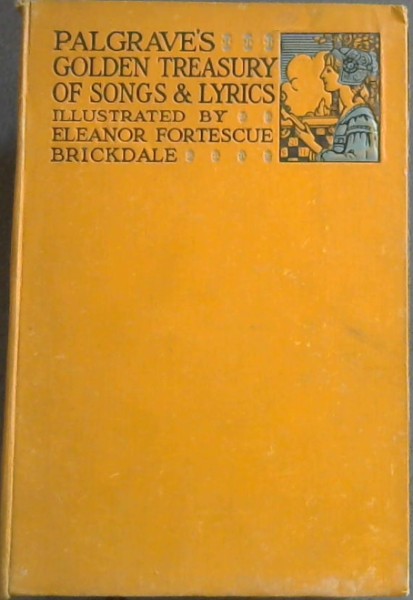 PALGRAVE'S
GOLDEN TREASURY
OF SONGS & LYRICS
ILLUSTRATED BY
ELEANOR FORTESCUE
BRICKDALE